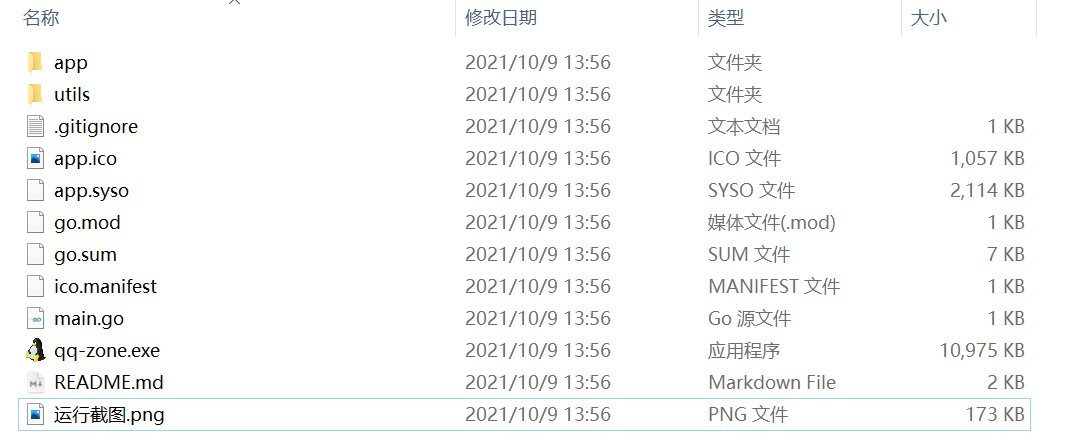 名称 修改日期 类型 大小
app 2021/10/9 13:56 文件夹
utils 2021/10/9 13:56 文件夹
.gitignore 2021/10/9 13:56 文本文档 1 KB
app.ico 2021/10/9 13:56 ICO 文件 1,057 KB
app.syso 2021/10/9 13:56 SYSO 文件 2,114 KB
go.mod 2021/10/9 13:56 媒体文件(.mod) 1 KB
go.sum 2021/10/9 13:56 SUM 文件 7 KB
ico.manifest 2021/10/9 13:56 MANIFEST 文件 1 KB
main.go 2021/10/9 13:56 Go 源文件 1 KB
qq-zone.exe 2021/10/9 13:56 应用程序 10,975 KB
README.md 2021/10/9 13:56 Markdown File 2 KB
运行截图.png 2021/10/9 13:56 PNG 文件 173 KB